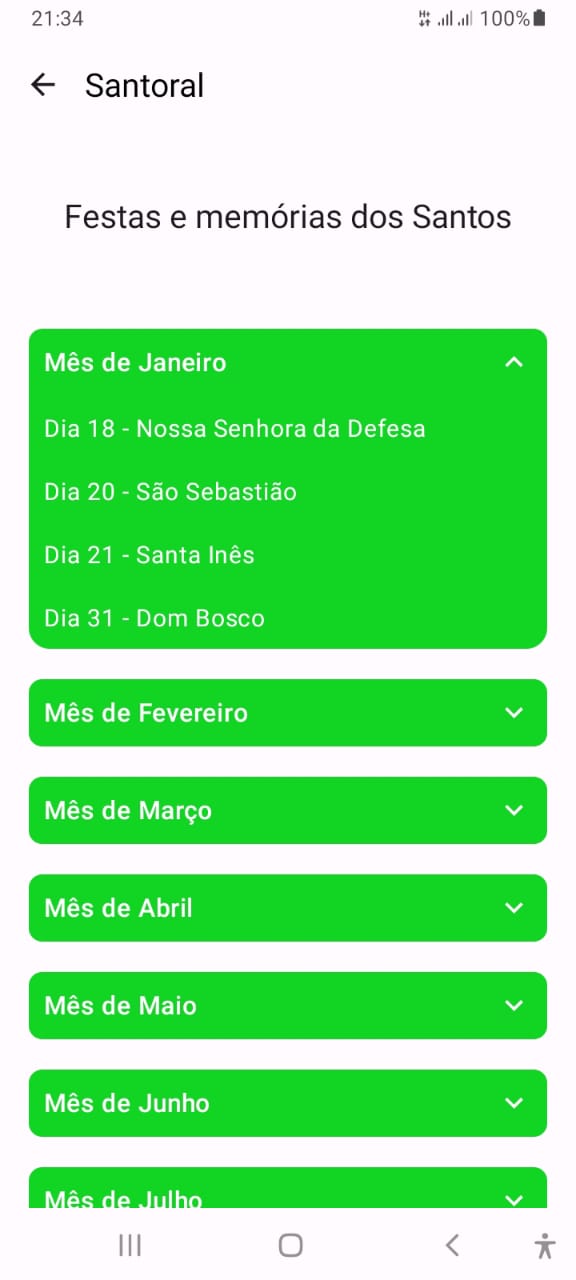 21:34
H+ 100%
Santoral
Festas e memórias dos Santos
Mês de Janeiro
Dia 18 - Nossa Senhora da Defesa
Dia 20 - São Sebastião
Dia 21 - Santa Inês
Dia 31 - Dom Bosco
Mês de Fevereiro
Mês de Março
Mês de Abril
Mês de Maio
Mês de Junho
Mês de Julho